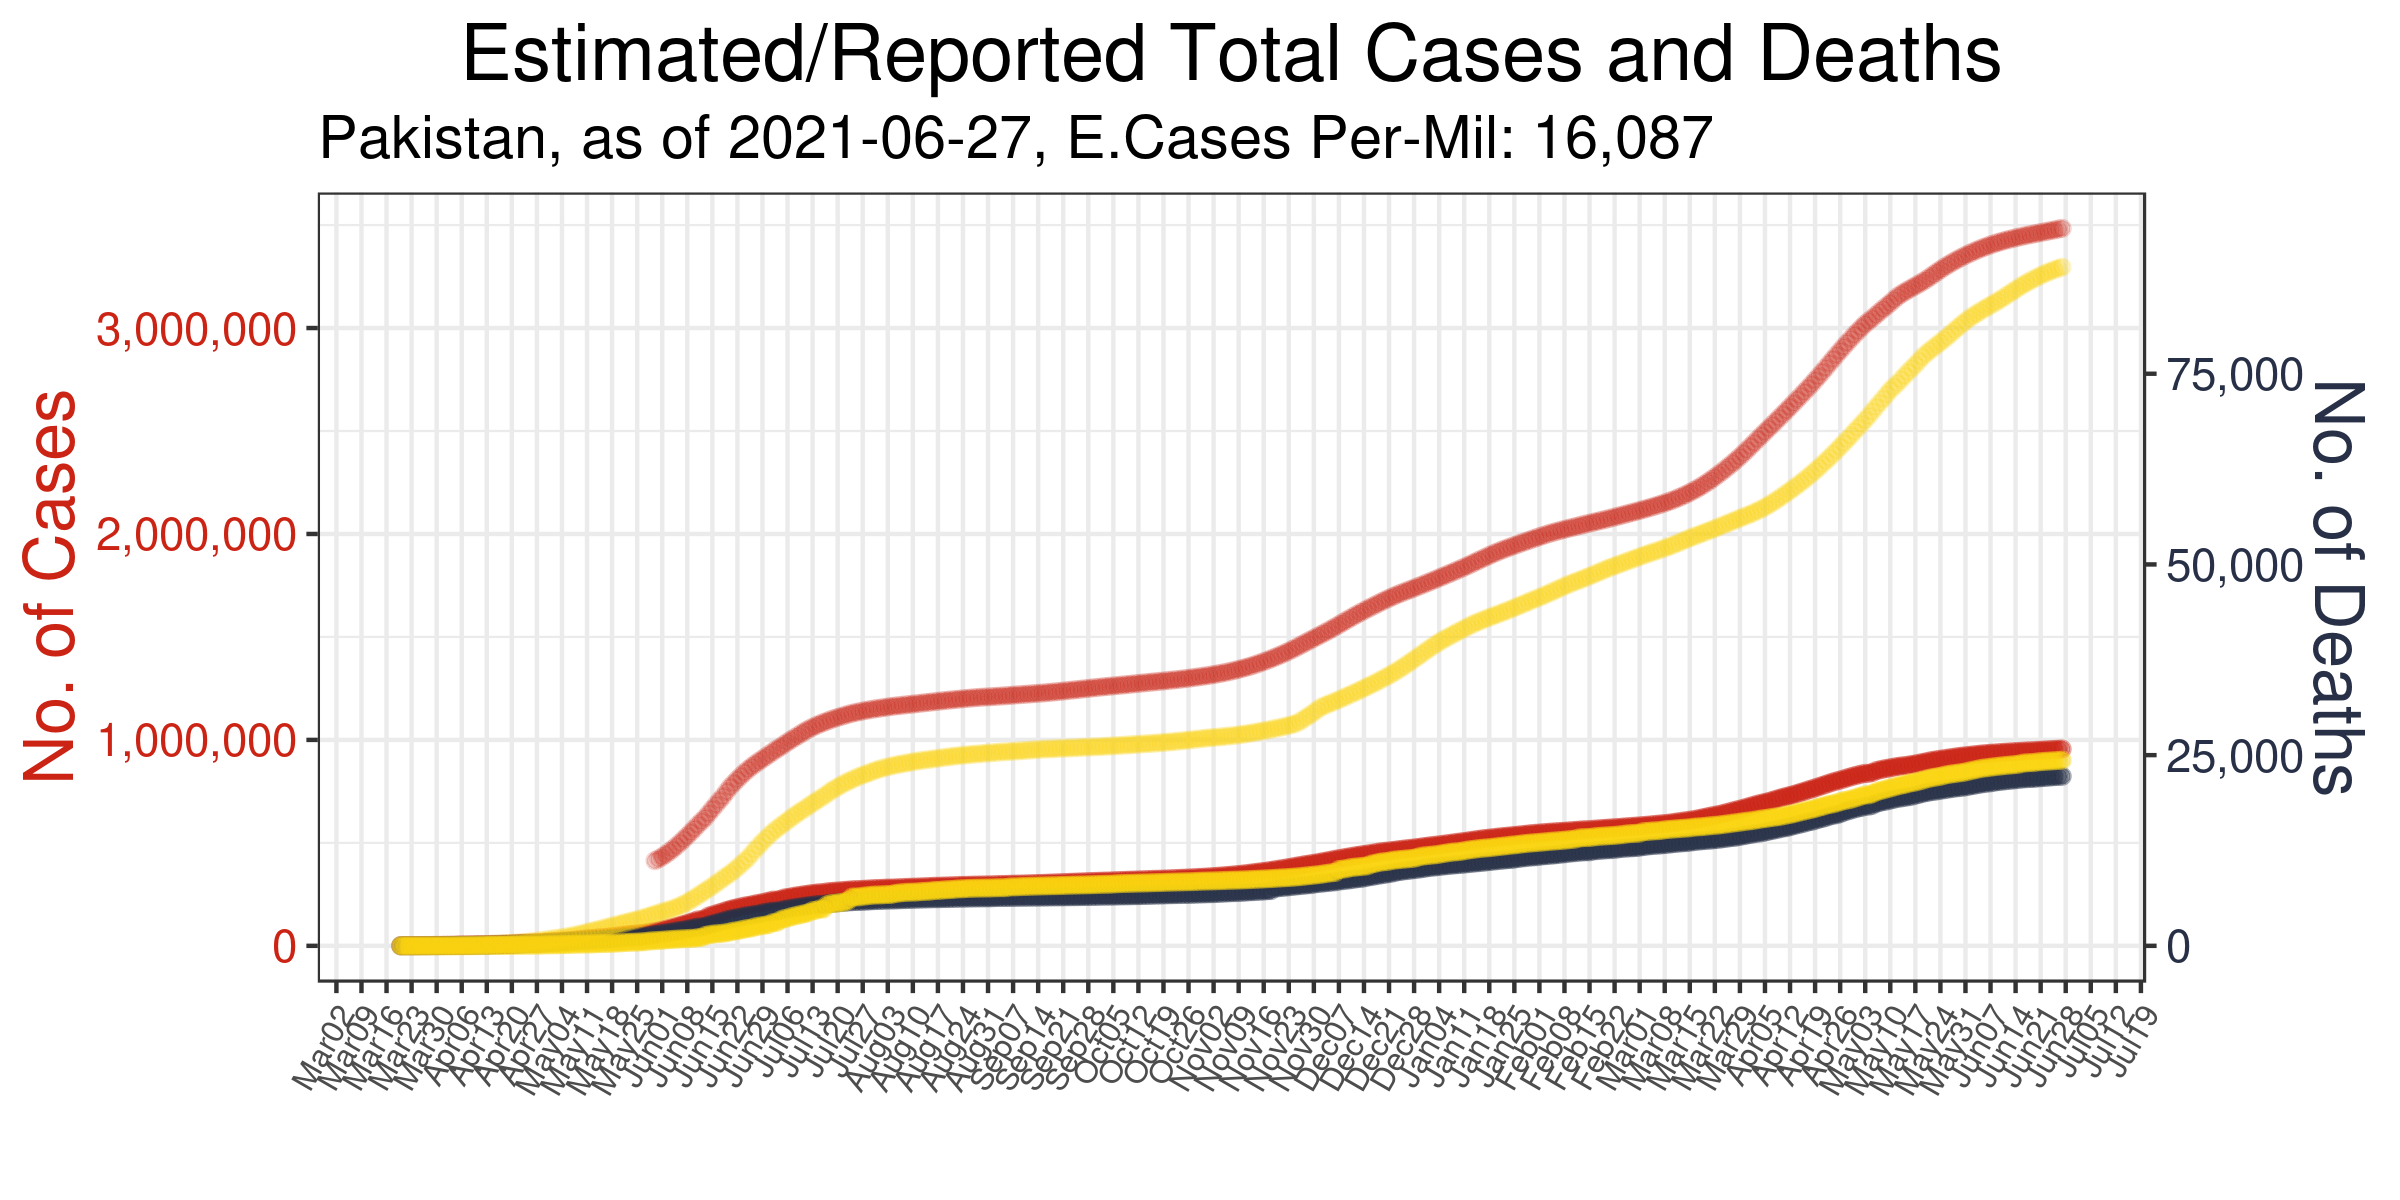 Estimated/Reported Total Cases and Deaths
Pakistan, as of 2021-06-27, E.Cases Per-Mil: 16,087
No. of Cases
3,000,000
2,000,000
1,000,000
0
75,000
50,000
25,000
0
No. of Deaths
Mar02
Mar09
Mar16
Mar23
Mar30
Apr06
Apr13
Apr20
Apr27
May04
May11
May18
May25
Jun01
Jun08
Jun15
Jun22
Jun29
Jul06
Jul13
Jul20
Jul27
Aug03
Aug10
Aug17
Aug24
Aug31
Sep07
Sep14
Sep21
Sep28
Oct05
Oct12
Oct19
Oct26
Nov02
Nov09
Nov16
Nov23
Nov30
Dec07
Dec14
Dec21
Dec28
Jan04
Jan11
Jan18
Jan25
Feb01
Feb08
Feb15
Feb22
Mar01
Mar08
Mar15
Mar22
Mar29
Apr05
Apr12
Apr19
Apr26
May03
May10
May17
May24
May31
Jun07
Jun14
Jun21
Jun28
Jul05
Jul12
Jul19